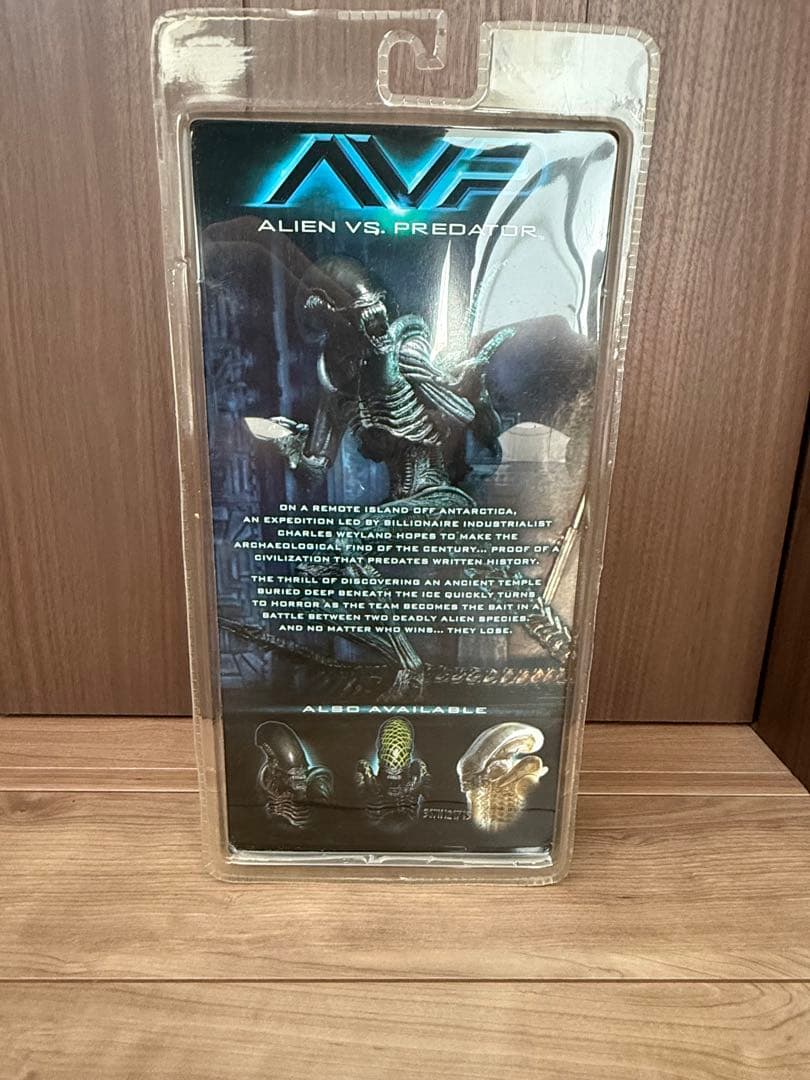 AVP
ALIEN VS. PREDATOR
ON A REMOTE ISLAND OFF ANTARCTICA,
AN EXPEDITION LED BY BILLIONAIRE INDUSTRIALIST
CHARLES WEYLAND HOPES TO MAKE THE
ARCHAEOLOGICAL FIND OF THE CENTURY... PROOF OF A
CIVILIZATION THAT PREDATES WRITTEN HISTORY.
THE THRILL OF DISCOVERING AN ANCIENT TEMPLE
BURIED DEEP BENEATH THE ICE QUICKLY TURNS
TO HORROR AS THE TEAM BECOMES THE BAIT IN A
BATTLE BETWEEN TWO DEADLY ALIEN SPECIES.
AND NO MATTER WHO WINS... THEY LOSE.
ALSO AVAILABLE